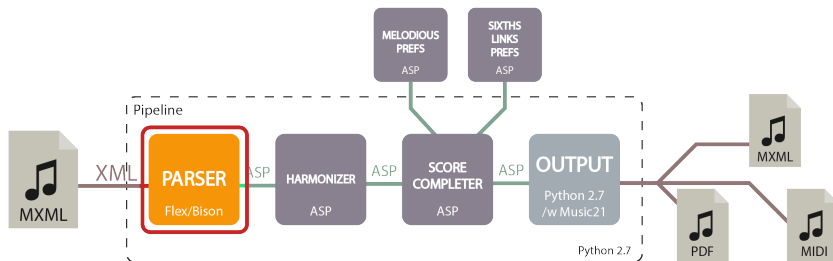 MELODIOUS
PREFS
ASP
SIXTHS
LINKS
PREFS
ASP
Pipeline
MXML
XML
PARSER
Flex/Bison
ASP
HARMONIZER
ASP
ASP
SCORE
COMPLETER
ASP
ASP
OUTPUT
Python 2.7
/w Music21
Python 2.7
MXML
PDF
MIDI